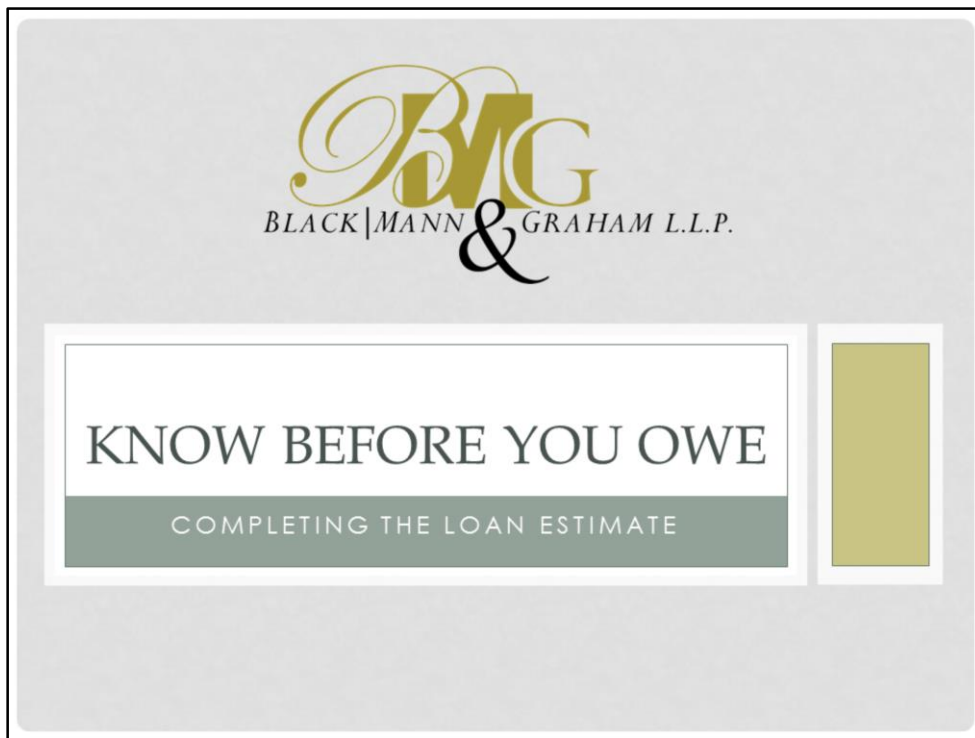 BMG
BLACK|MANN & GRAHAM L.L.P.
KNOW BEFORE YOU OWE
COMPLETING THE LOAN ESTIMATE